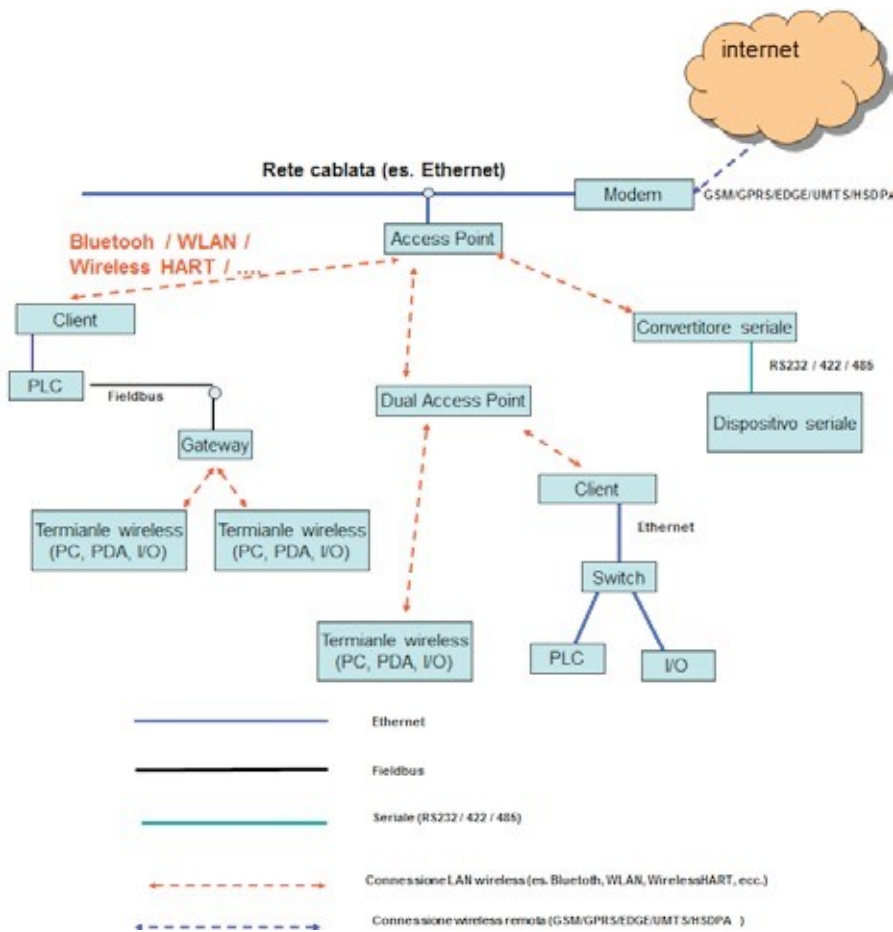 internet
Rete cablata (es. Ethernet)
Modem
GSM/GPRS/EDGE/UMTS/HSDPA
Access Point
Bluetooh / WLAN /
Wireless HART / ....
Client
Convertitore seriale
PLC
Fieldbus
RS232 / 422 / 485
Dual Access Point
Dispositivo seriale
Gateway
Client
Termianle wireless
(PC, PDA, I/O)
Termianle wireless
(PC, PDA, I/O)
Ethernet
Switch
Termianle wireless
(PC, PDA, I/O)
PLC
I/O
Ethernet
Fieldbus
Seriale (RS232 / 422 / 485)
Connessione LAN wireless (es. Bluetoth, WLAN, WirelessHART, ecc.)
Connessione wireless remota (GSM/GPRS/EDGE/UMTS/HSDPA )